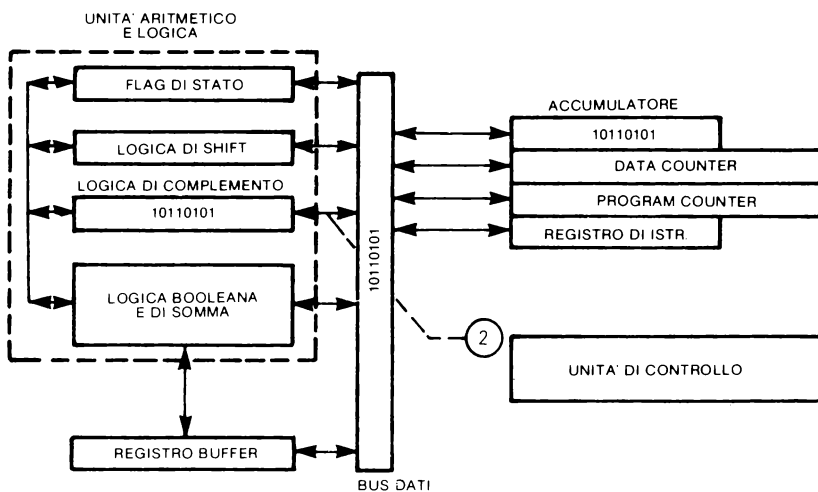 UNITA' ARITMETICO
E LOGICA
FLAG DI STATO
LOGICA DI SHIFT
LOGICA DI COMPLEMENTO
10110101
LOGICA BOOLEANA
E DI SOMMA
REGISTRO BUFFER
10110101
BUS DATI
ACCUMULATORE
10110101
DATA COUNTER
PROGRAM COUNTER
REGISTRO DI ISTR.
2
UNITA' DI CONTROLLO